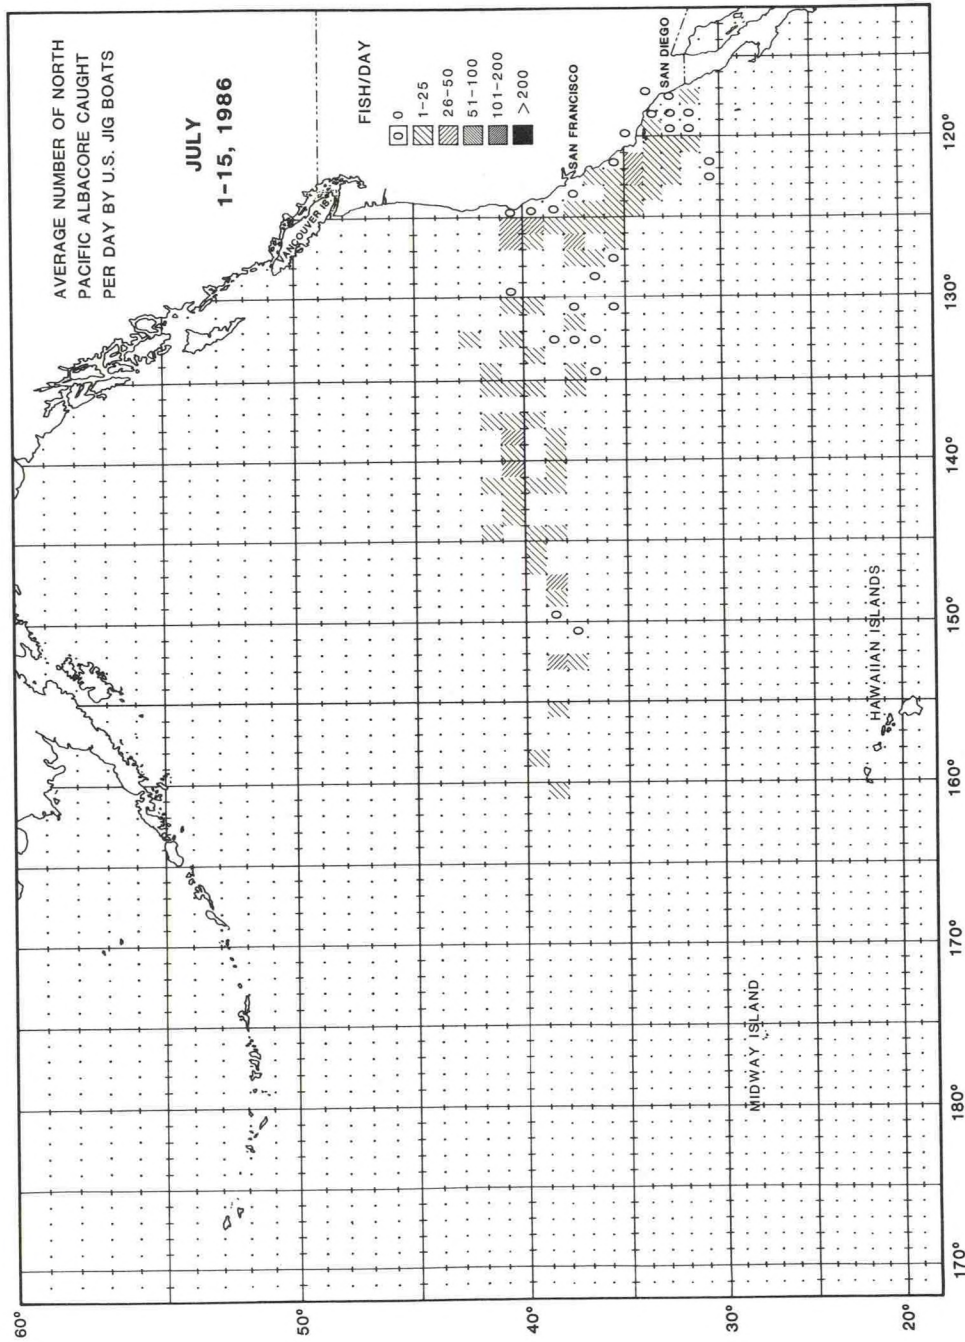 AVERAGE NUMBER OF NORTH
PACIFIC ALBACORE CAUGHT
PER DAY BY U.S. JIG BOATS
JULY
1-15, 1986
FISH/DAY
0 0
1-25
26-50
51-100
101-200
>200
VANCOUVER IS
SAN FRANCISCO
SAN DIEGO
HAWAIIAN ISLANDS
MIDWAY ISLAND
60°
50°
40°
30°
20°
170°
180°
170°
160°
150°
140°
130°
120°